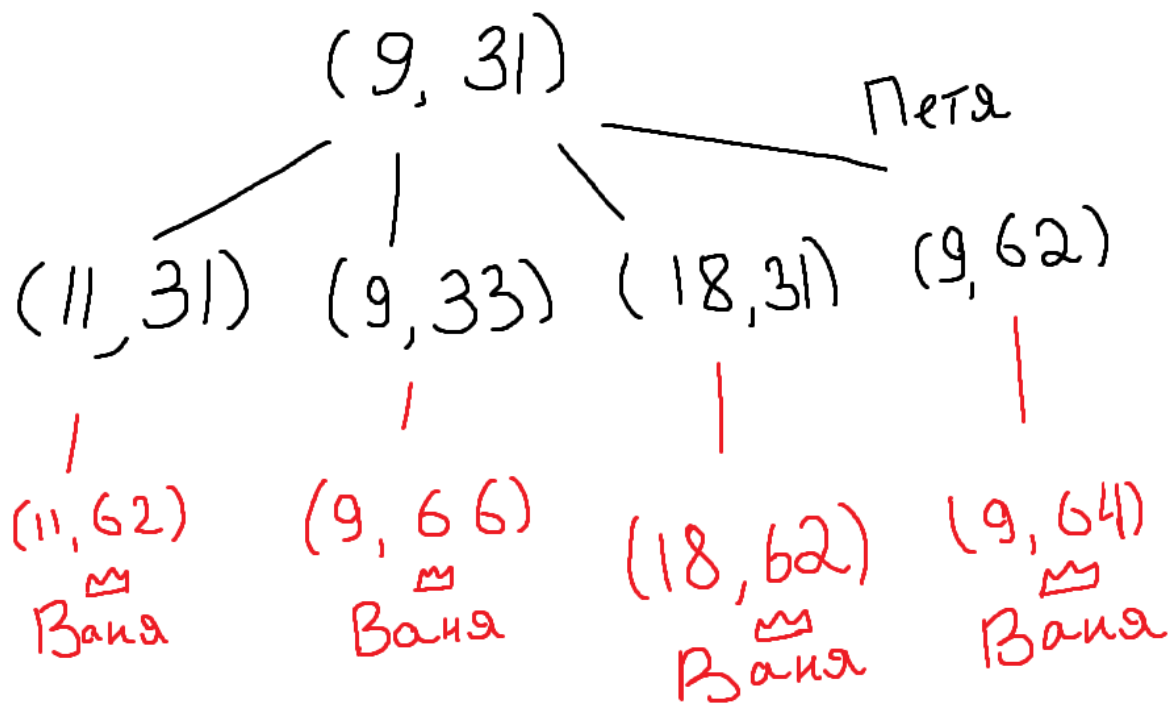 (9, 31)
Петя
(11, 31) (9, 33) (18, 31) (9, 62)
(11, 62) (9, 66) (18, 62) (9, 64)
Ваня Ваня Ваня Ваня